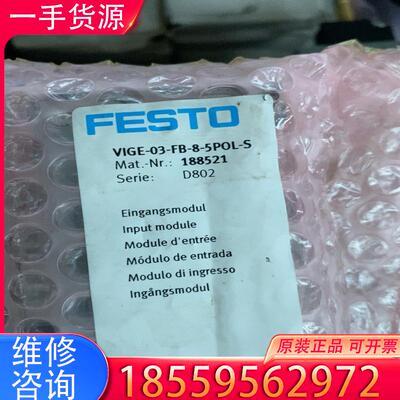 一手货源
FESTO
VIGE-03-FB-8-5POL-S
Mat.-Nr.: 188521
Serie: D802
Eingangsmodul
Input module
Module d'entrée
Módulo de entrada
Modulo di ingresso
Ingångsmodul
维修
咨询
原装正品 可开票
18559562972